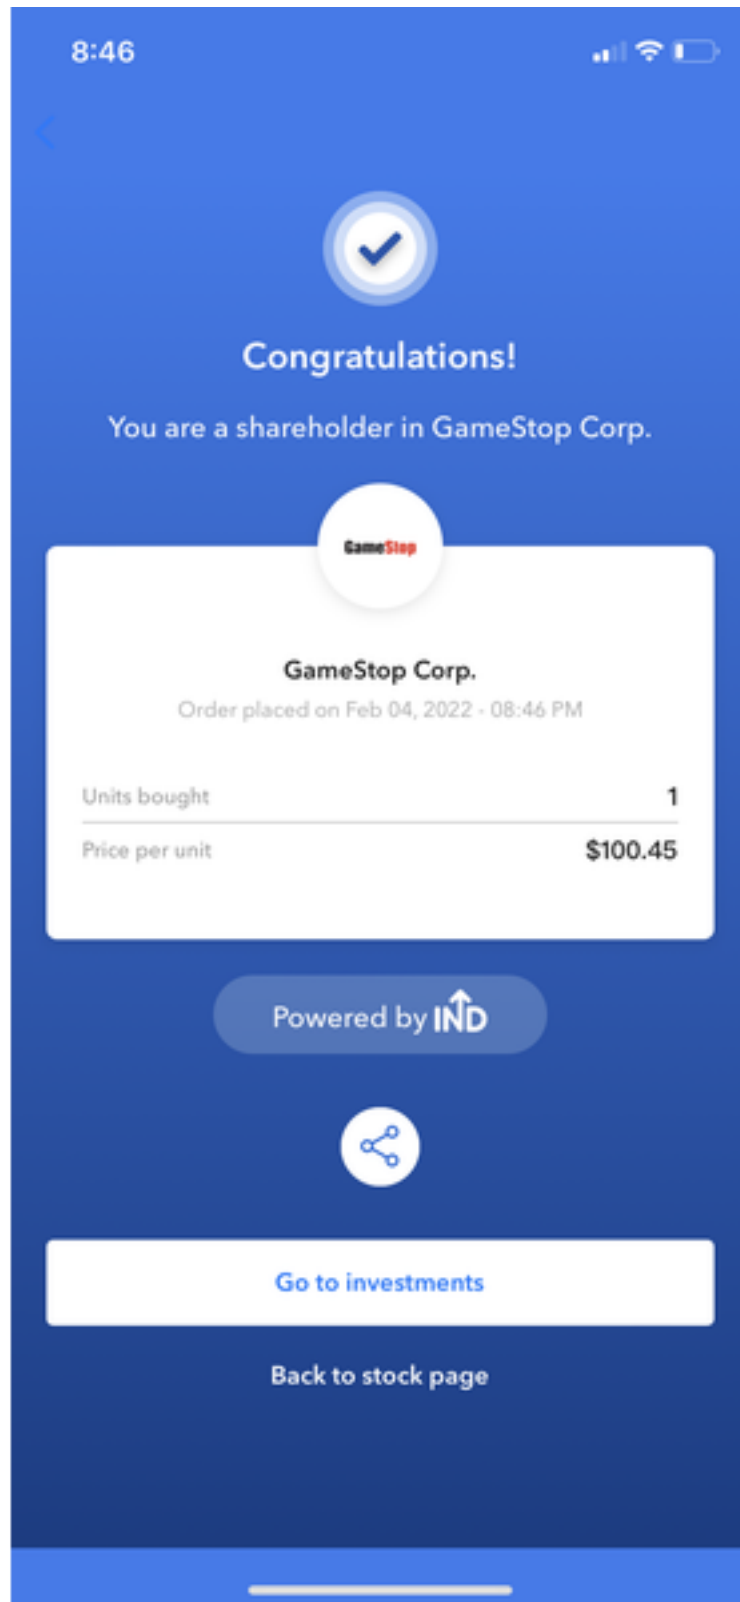 8:46
Congratulations!
You are a shareholder in GameStop Corp.
GameStop
GameStop Corp.
Order placed on Feb 04, 2022 - 08:46 PM
Units bought 1
Price per unit $100.45
Powered by IND
Go to investments
Back to stock page